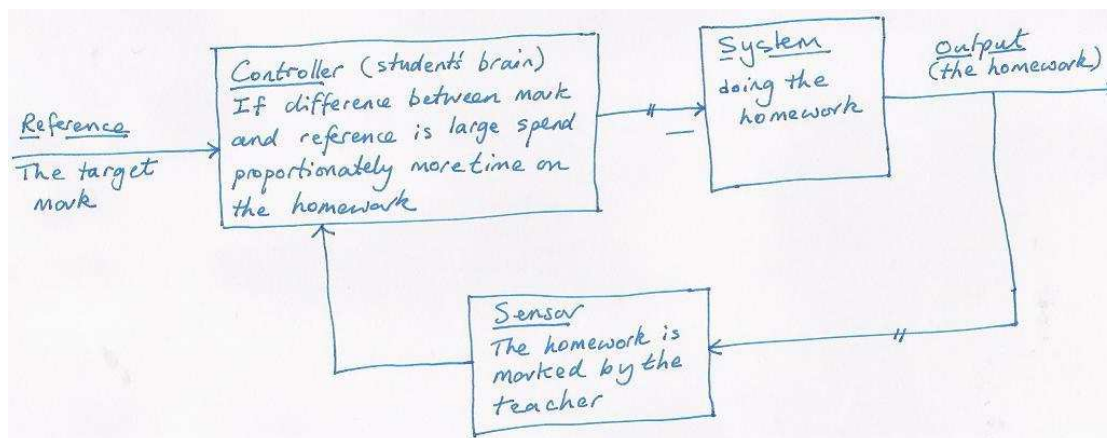 Reference
The target
mark
Controller (students' brain)
If difference between mark
and reference is large spend
proportionately more time on
the homework
System
doing the
homework
Output
(the homework)
Sensor
The homework is
marked by the
teacher